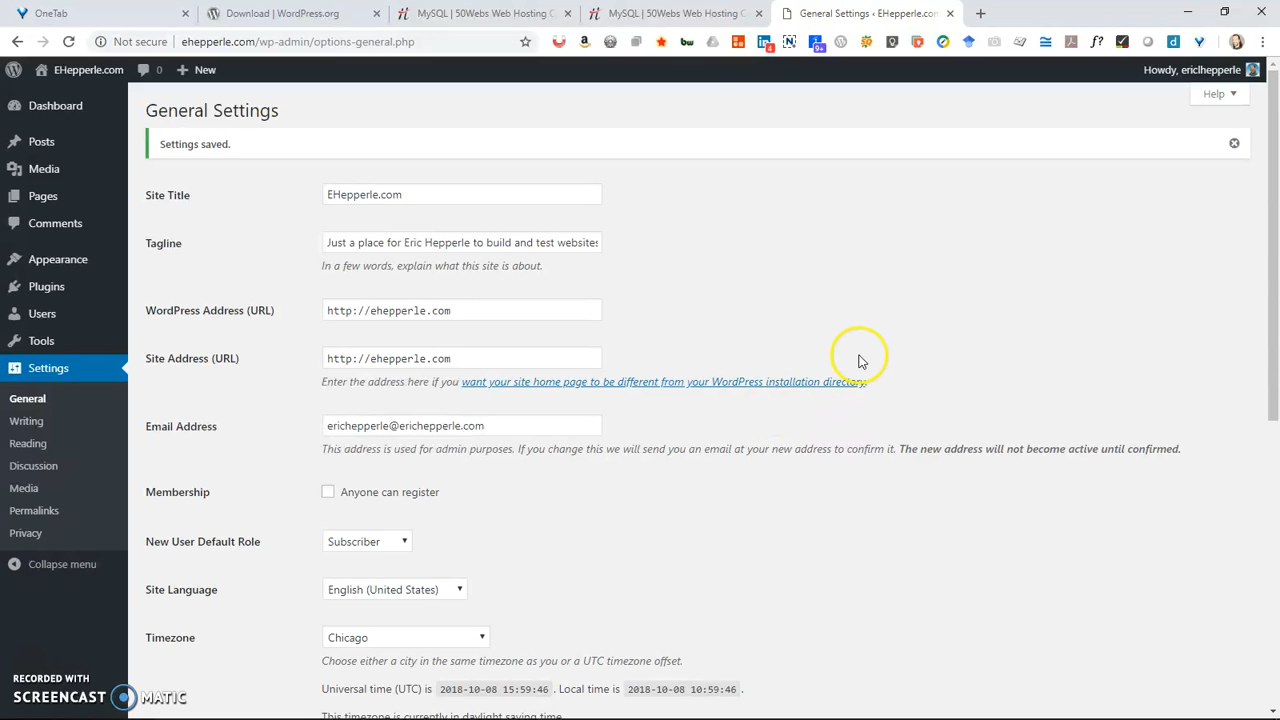 OneTab
Download | WordPress.org
MySQL | 50Webs Web Hosting C
MySQL | 50Webs Web Hosting C
General Settings ‹ EHepperle.com
Not secure
ehepperle.com/wp-admin/options-general.php
EHepperle.com
0
New
Howdy, ericlhepperle
Help
Dashboard
Posts
Media
Pages
Comments
Appearance
Plugins
Users
Tools
Settings
General
Writing
Reading
Discussion
Media
Permalinks
Privacy
Collapse menu
General Settings
Settings saved.
Site Title
EHepperle.com
Tagline
Just a place for Eric Hepperle to build and test websites
In a few words, explain what this site is about.
WordPress Address (URL)
http://ehepperle.com
Site Address (URL)
http://ehepperle.com
Enter the address here if you want your site home page to be different from your WordPress installation directory.
Email Address
erichepperle@erichepperle.com
This address is used for admin purposes. If you change this we will send you an email at your new address to confirm it. The new address will not become active until confirmed.
Membership
Anyone can register
New User Default Role
Subscriber
Site Language
English (United States)
Timezone
Chicago
Choose either a city in the same timezone as you or a UTC timezone offset.
Universal time (UTC) is 2018-10-08 15:59:46 . Local time is 2018-10-08 10:59:46 .
This timezone is currently in daylight saving time.
RECORDED WITH
SCREENCAST MATIC